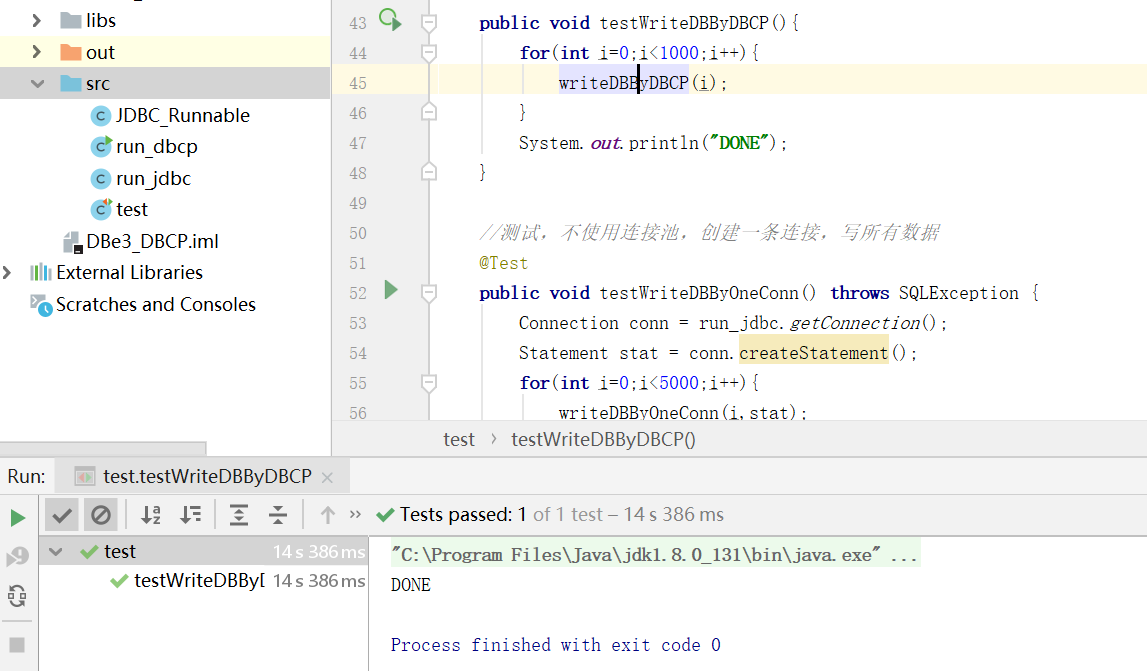 libs
out
src
JDBC_Runnable
run_dbcp
run_jdbc
test
DBe3_DBCP.iml
External Libraries
Scratches and Consoles
43 public void testWriteDBByDBCP(){
44 for(int i=0;i<1000;i++){
45 writeDBByDBCP(i);
46 }
47 System.out.println("DONE");
48 }
49
50 //测试，不使用连接池，创建一条连接，写所有数据
51 @Test
52 public void testWriteDBByOneConn() throws SQLException {
53 Connection conn = run_jdbc.getConnection();
54 Statement stat = conn.createStatement();
55 for(int i=0;i<5000;i++){
56 writeDBByOneConn(i,stat);
test › testWriteDBByDBCP()
Run: test.testWriteDBByDBCP
Tests passed: 1 of 1 test – 14 s 386 ms
test 14 s 386 ms
testWriteDBBy 14 s 386 ms
"C:\Program Files\Java\jdk1.8.0_131\bin\java.exe" ...
DONE
Process finished with exit code 0